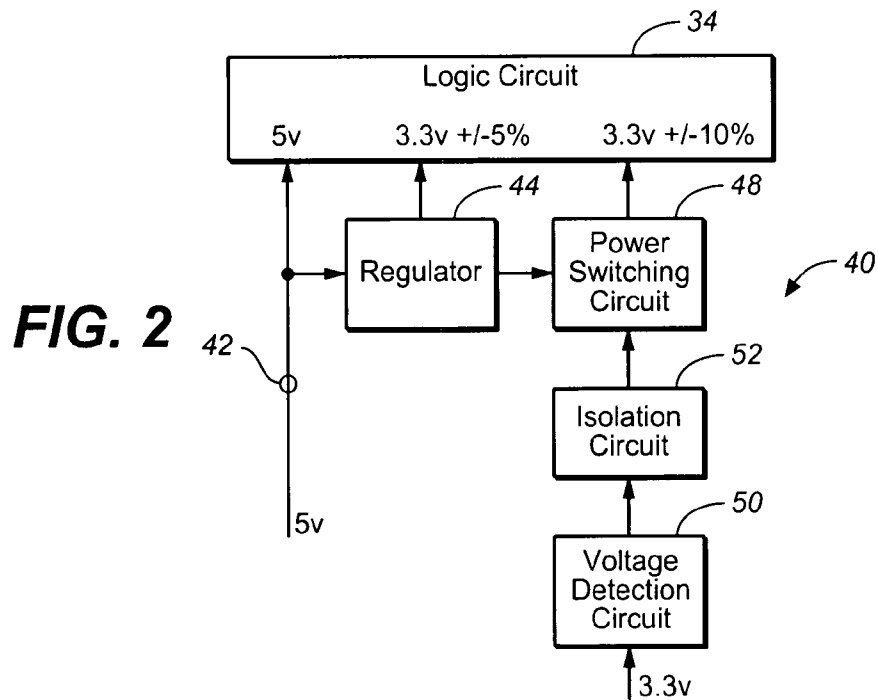 34
Logic Circuit
5v 3.3v +/-5% 3.3v +/-10%
44
48
Regulator
Power
Switching
Circuit
40
FIG. 2
42
52
Isolation
Circuit
5v
50
Voltage
Detection
Circuit
3.3v